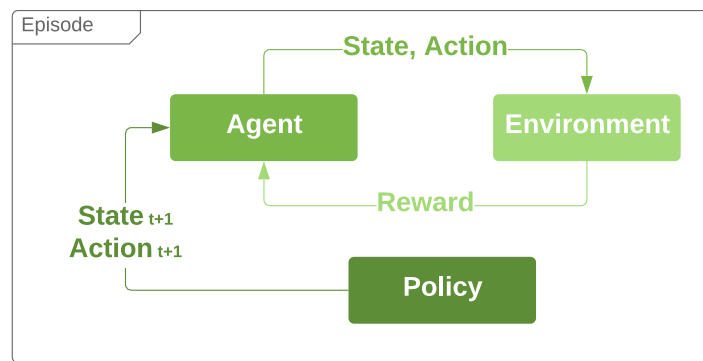 Episode
State, Action
Agent
Environment
Reward
State t+1
Action t+1
Policy